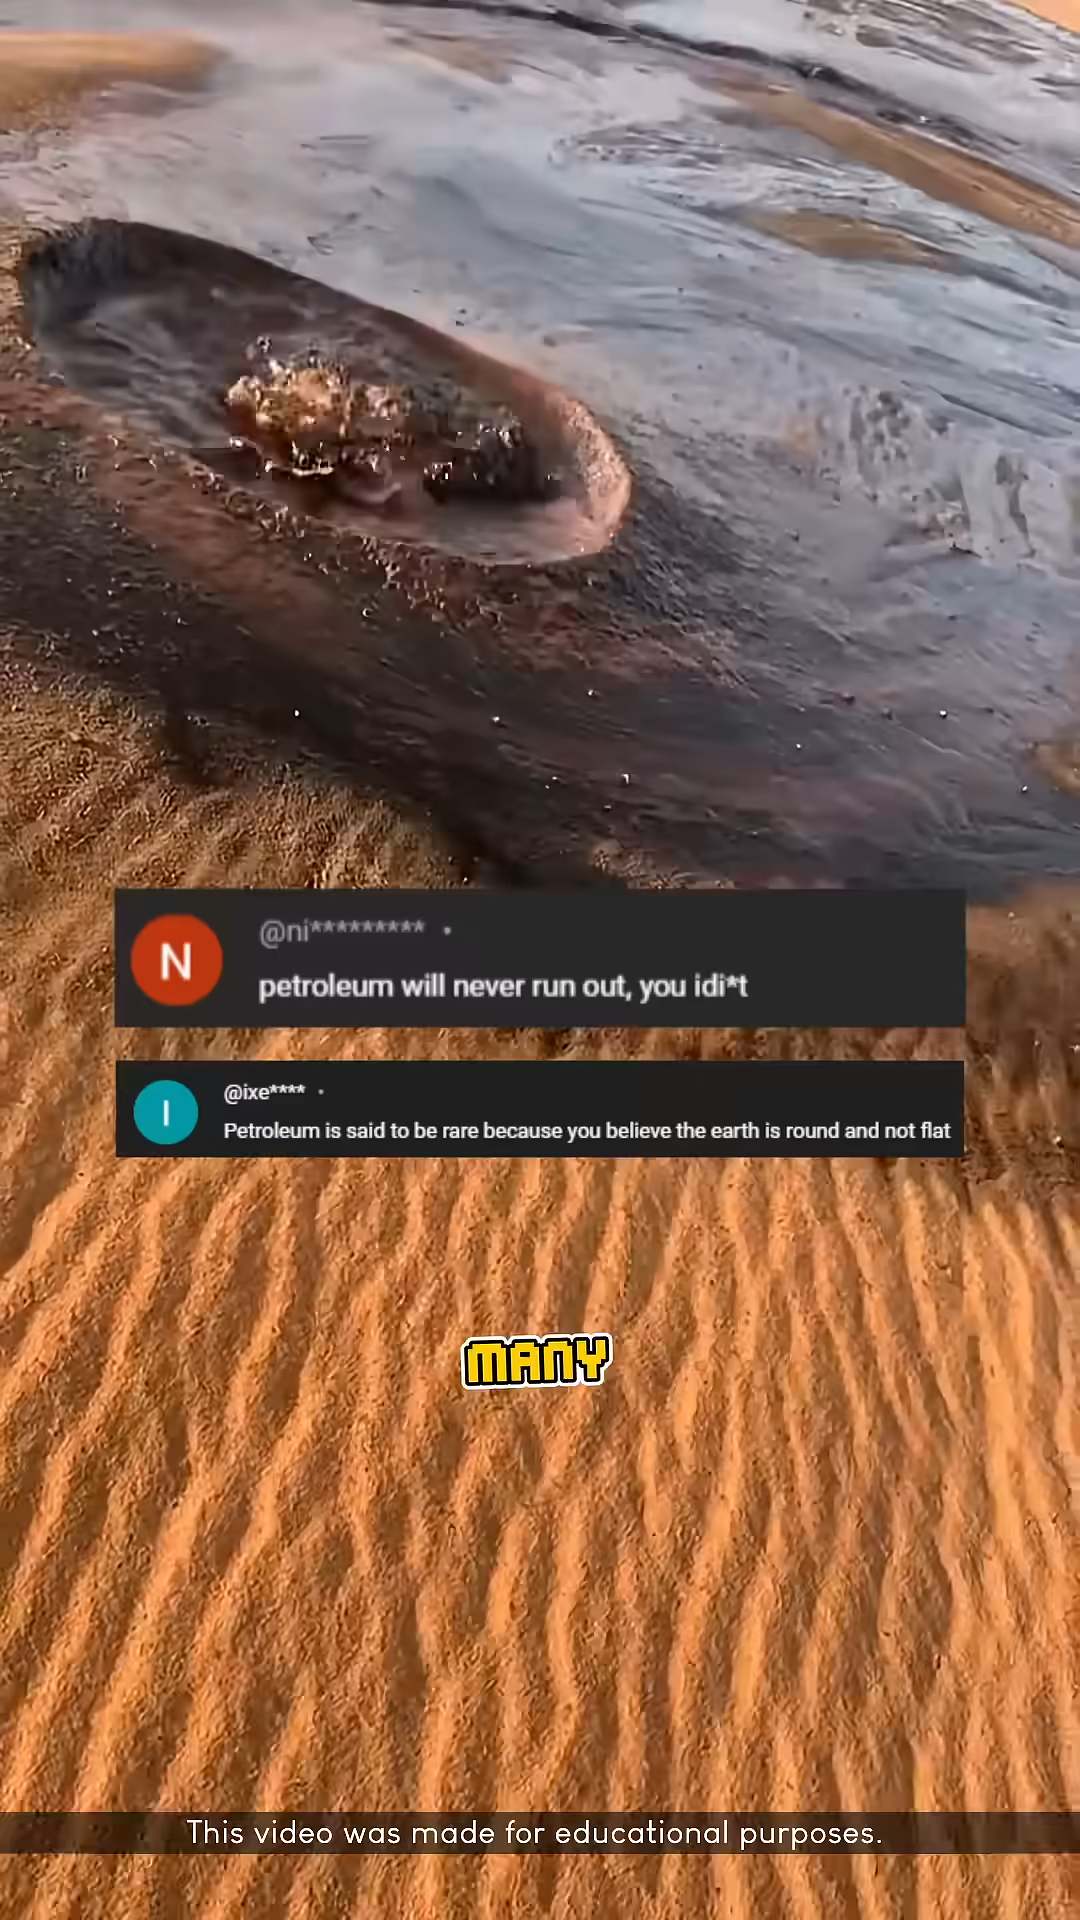 N
@ni********* •
petroleum will never run out, you idi*t
I
@ixe**** •
Petroleum is said to be rare because you believe the earth is round and not flat
MANY
This video was made for educational purposes.